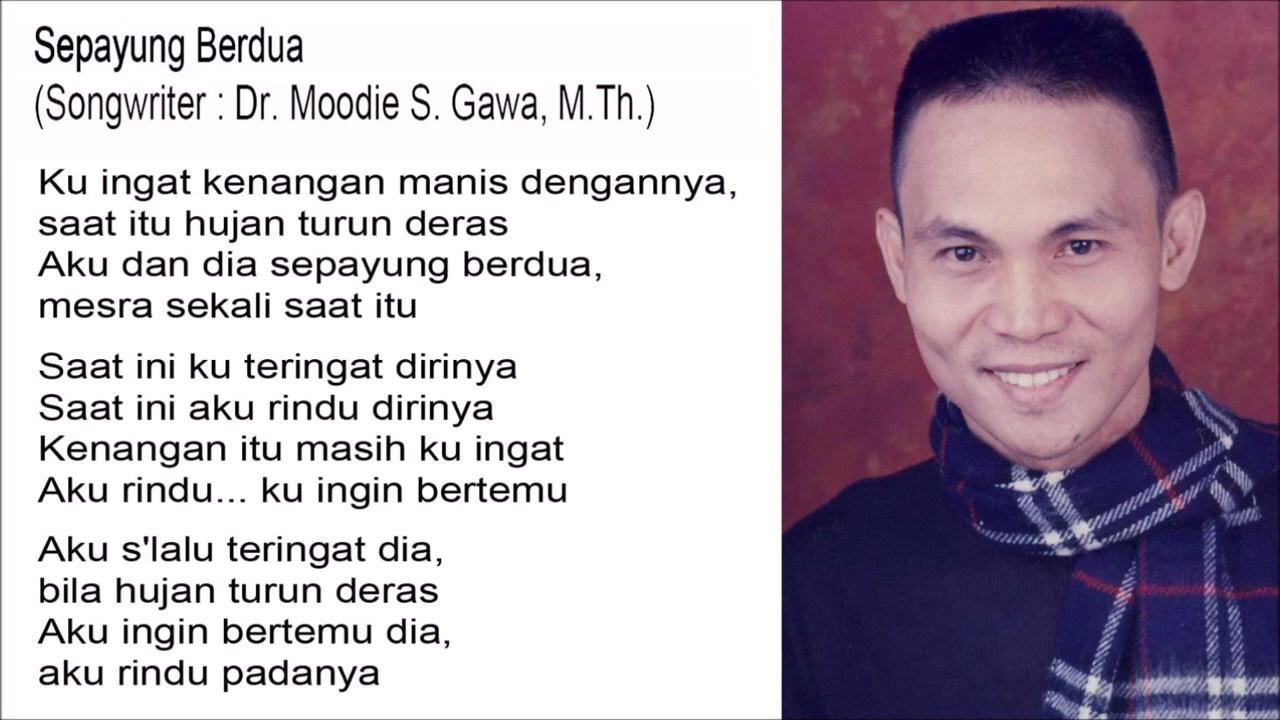 Sepayung Berdua
(Songwriter : Dr. Moodie S. Gawa, M.Th.)
Ku ingat kenangan manis dengannya,
saat itu hujan turun deras
Aku dan dia sepayung berdua,
mesra sekali saat itu
Saat ini ku teringat dirinya
Saat ini aku rindu dirinya
Kenangan itu masih ku ingat
Aku rindu... ku ingin bertemu
Aku s'lalu teringat dia,
bila hujan turun deras
Aku ingin bertemu dia,
aku rindu padanya